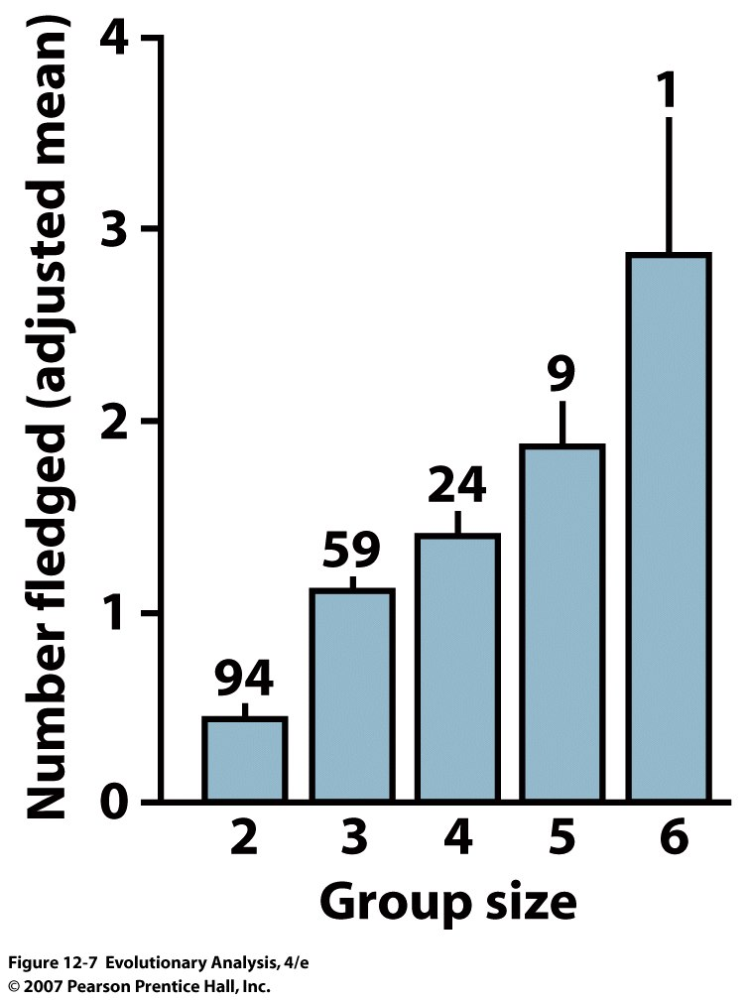 Number fledged (adjusted mean)
4
3
2
1
0
94
59
24
9
1
2 3 4 5 6
Group size
Figure 12-7 Evolutionary Analysis, 4/e
© 2007 Pearson Prentice Hall, Inc.